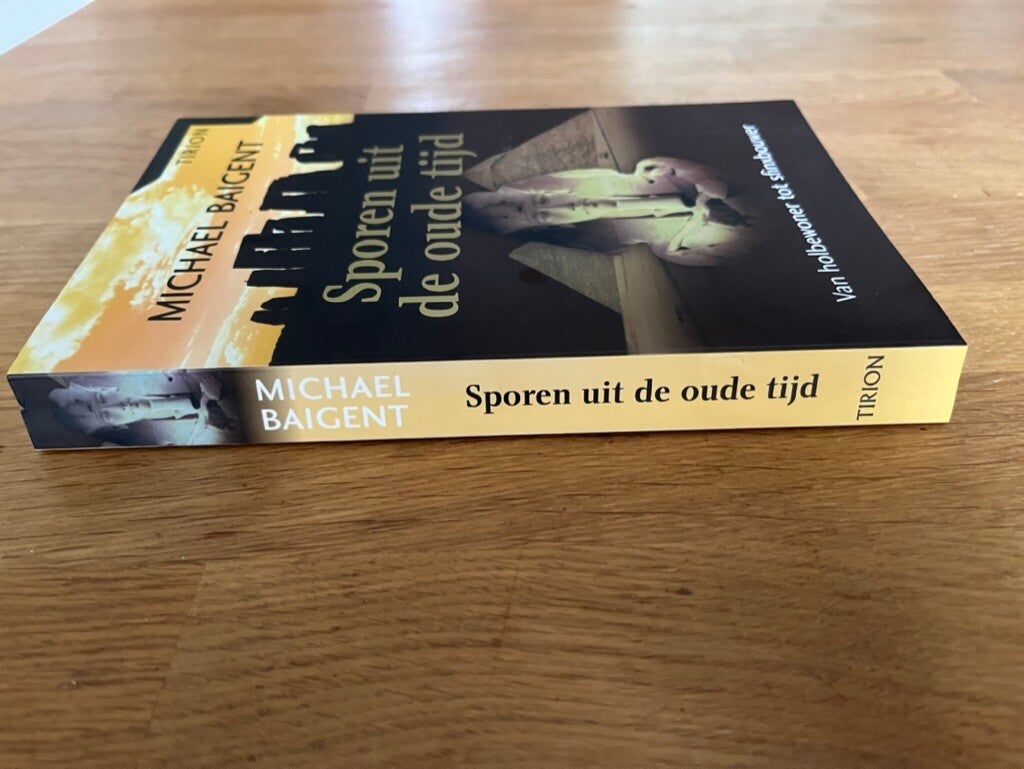 TIRION
MICHAEL BAIGENT
Sporen uit
de oude tijd
Van holbewoner tot sfinxbouwer
MICHAEL
BAIGENT
Sporen uit de oude tijd
TIRION